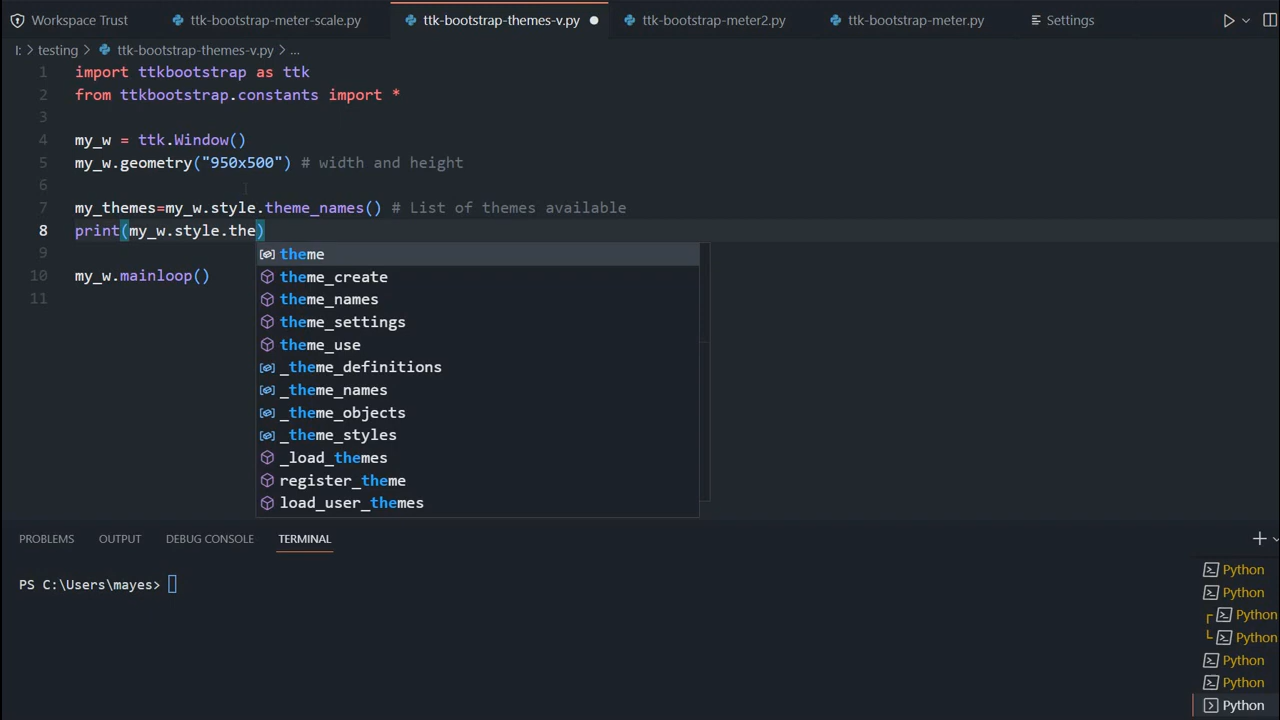 Workspace Trust ttk-bootstrap-meter-scale.py ttk-bootstrap-themes-v.py ttk-bootstrap-meter2.py ttk-bootstrap-meter.py Settings
I: > testing > ttk-bootstrap-themes-v.py > ...
1 import ttkbootstrap as ttk
2 from ttkbootstrap.constants import *
3
4 my_w = ttk.Window()
5 my_w.geometry("950x500") # width and height
6
7 my_themes=my_w.style.theme_names() # List of themes available
8 print(my_w.style.the)
9
10 my_w.mainloop()
11
theme
theme_create
theme_names
theme_settings
theme_use
_theme_definitions
_theme_names
_theme_objects
_theme_styles
_load_themes
register_theme
load_user_themes
PROBLEMS OUTPUT DEBUG CONSOLE TERMINAL
PS C:\Users\mayes>
Python
Python
Python
Python
Python
Python
Python